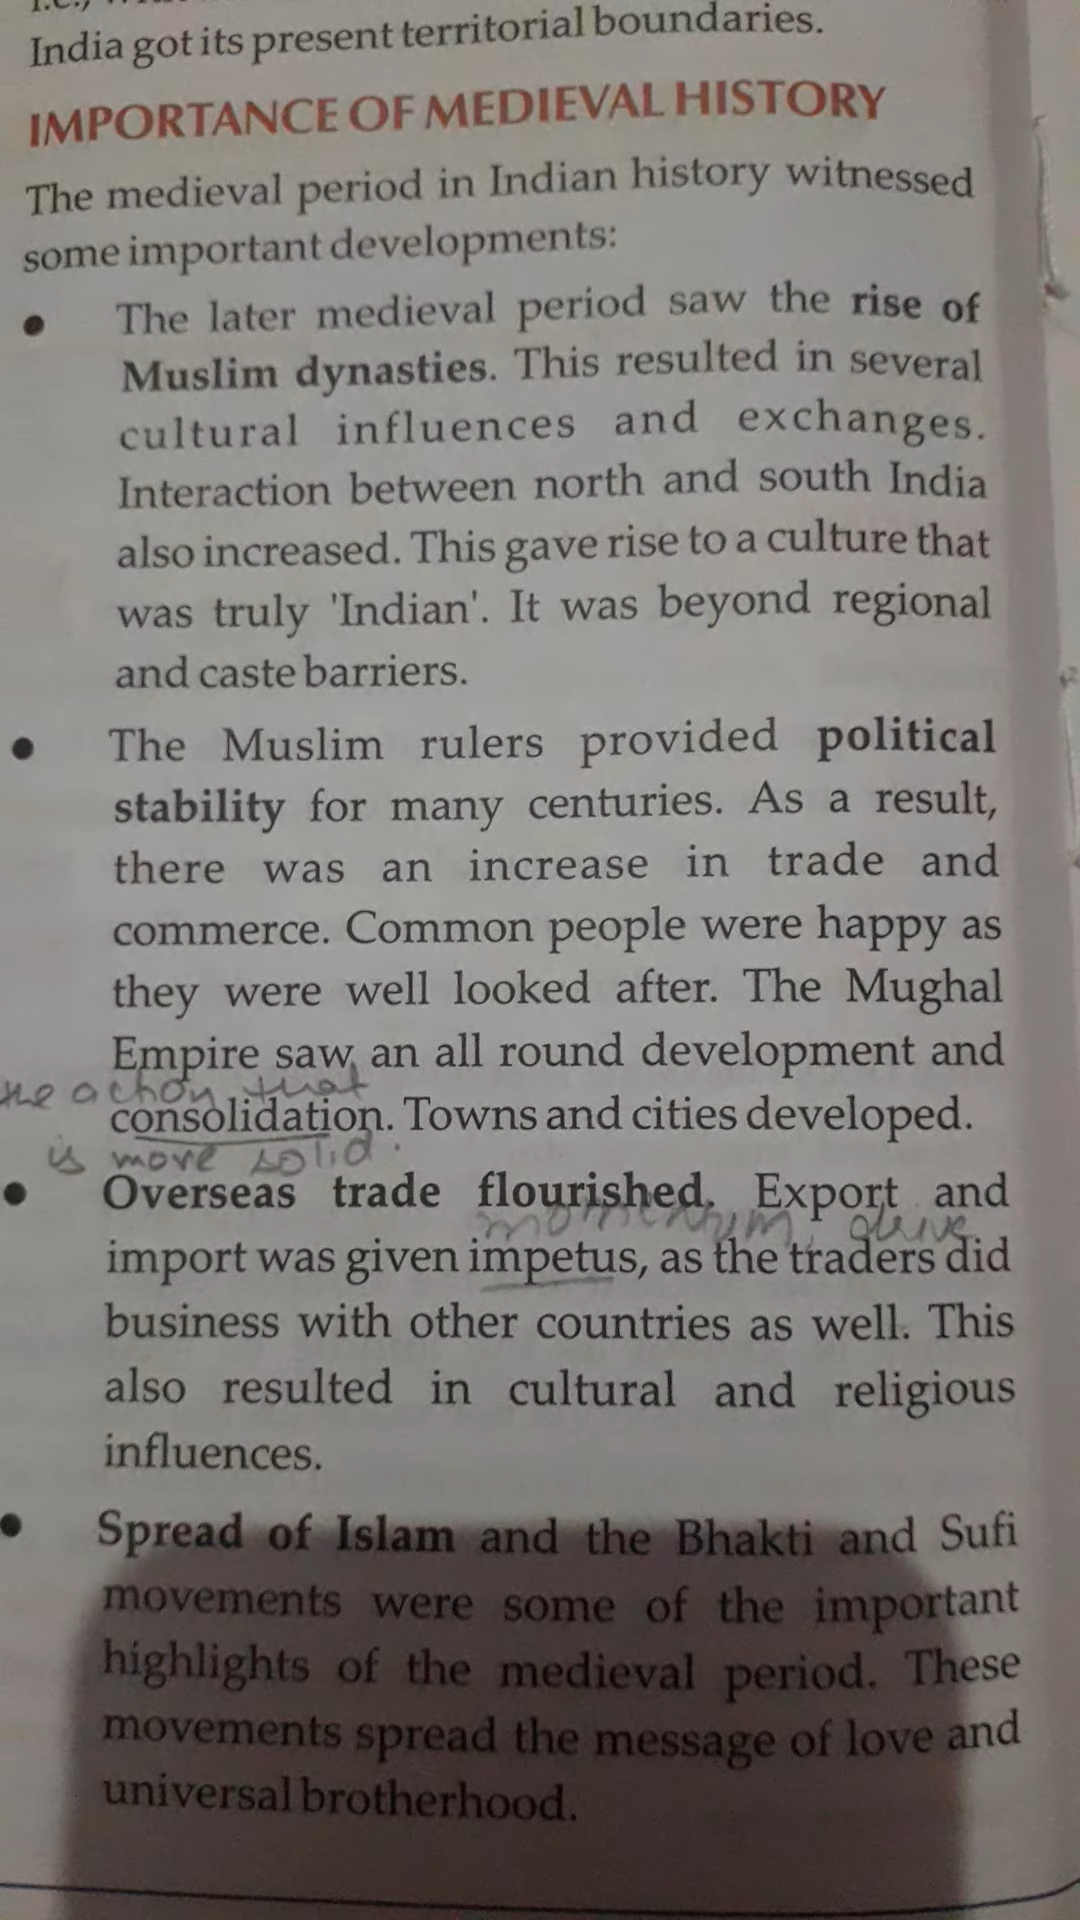 India got its present territorial boundaries.
IMPORTANCE OF MEDIEVAL HISTORY
The medieval period in Indian history witnessed
some important developments:
• The later medieval period saw the rise of
Muslim dynasties. This resulted in several
cultural influences and exchanges.
Interaction between north and south India
also increased. This gave rise to a culture that
was truly 'Indian'. It was beyond regional
and caste barriers.
• The Muslim rulers provided political
stability for many centuries. As a result,
there was an increase in trade and
commerce. Common people were happy as
they were well looked after. The Mughal
Empire saw an all round development and
the action that
consolidation. Towns and cities developed.
is more solid.
• Overseas trade flourished. Export and
momentum, drive
import was given impetus, as the traders did
business with other countries as well. This
also resulted in cultural and religious
influences.
• Spread of Islam and the Bhakti and Sufi
movements were some of the important
highlights of the medieval period. These
movements spread the message of love and
universal brotherhood.